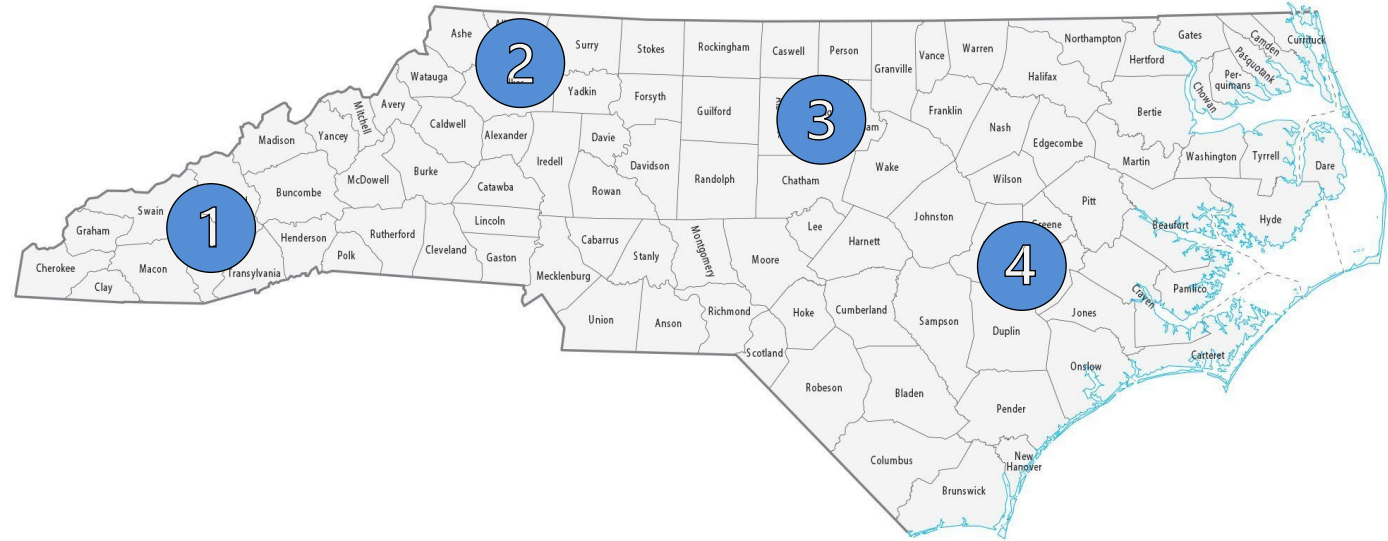 Ashe
2
Surry
Stokes
Rockingham
Caswell
Person
Granville
Vance
Warren
Northampton
Gates
Camden
Currituck
Pasquotank
Per-
quimans
Chowan
Hertford
Halifax
Bertie
Watauga
Avery
Mitchell
Yadkin
Forsyth
Guilford
3
Franklin
Nash
Edgecombe
Martin
Washington
Tyrrell
Dare
Madison
Yancey
Caldwell
Alexander
Iredell
Davie
Davidson
Randolph
Chatham
Wake
Wilson
Pitt
Beaufort
Hyde
Swain
1
Buncombe
McDowell
Burke
Catawba
Rowan
Johnston
Graham
Henderson
Rutherford
Lincoln
Cabarrus
Stanly
Montgomery
Moore
Lee
Harnett
4
Cherokee
Clay
Macon
Transylvania
Polk
Cleveland
Gaston
Mecklenburg
Union
Anson
Richmond
Hoke
Cumberland
Sampson
Duplin
Jones
Craven
Pamlico
Carteret
Onslow
Scotland
Robeson
Bladen
Pender
Columbus
New
Hanover
Brunswick